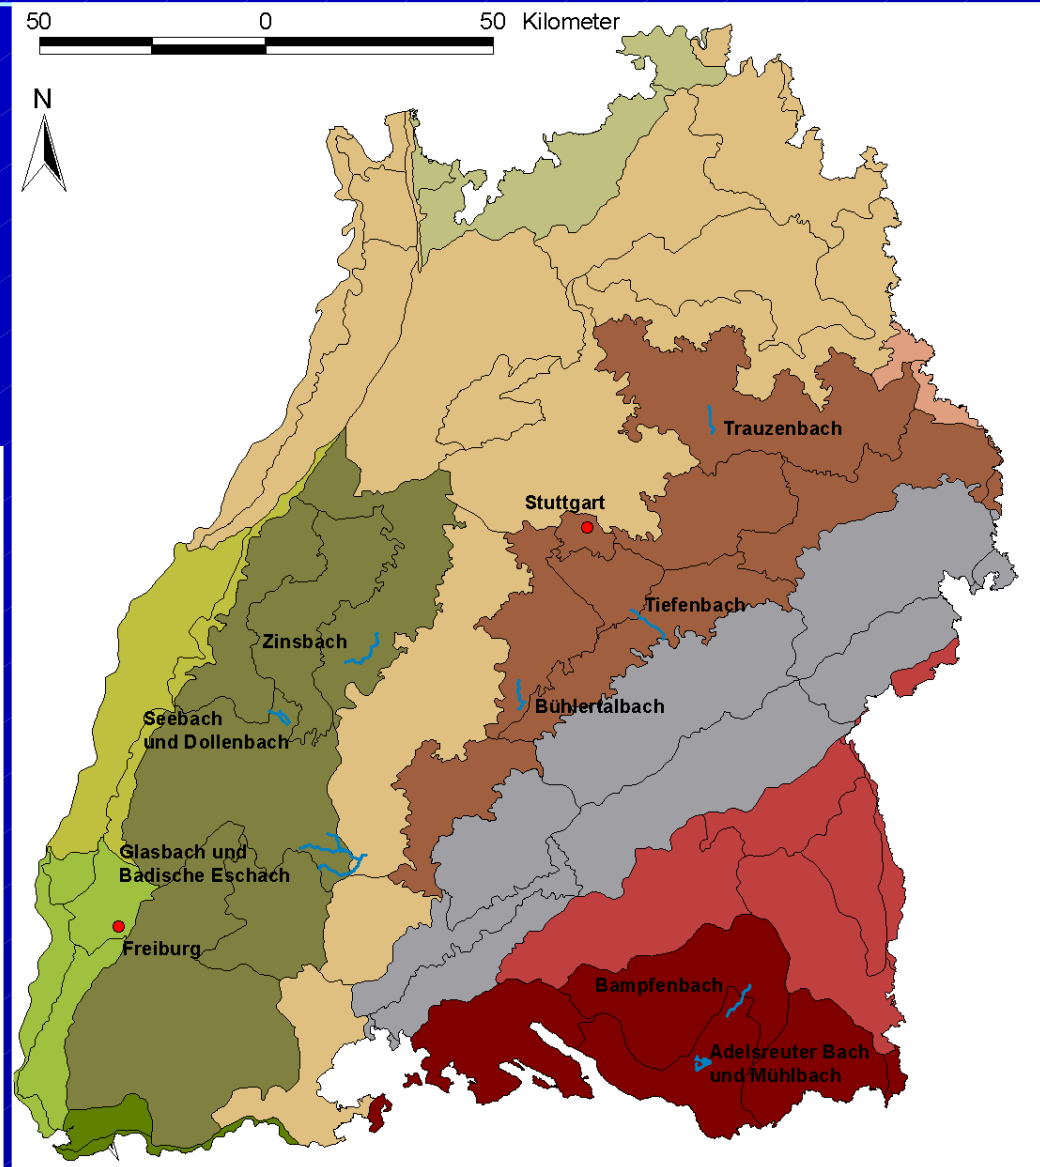 50 0 50 Kilometer
N
Trauzenbach
Stuttgart
Tiefenbach
Zinsbach
Bühlertalbach
Seebach
und Dollenbach
Glasbach und
Badische Eschach
Freiburg
Bampfenbach
Adelsreuter Bach
und Mühlbach